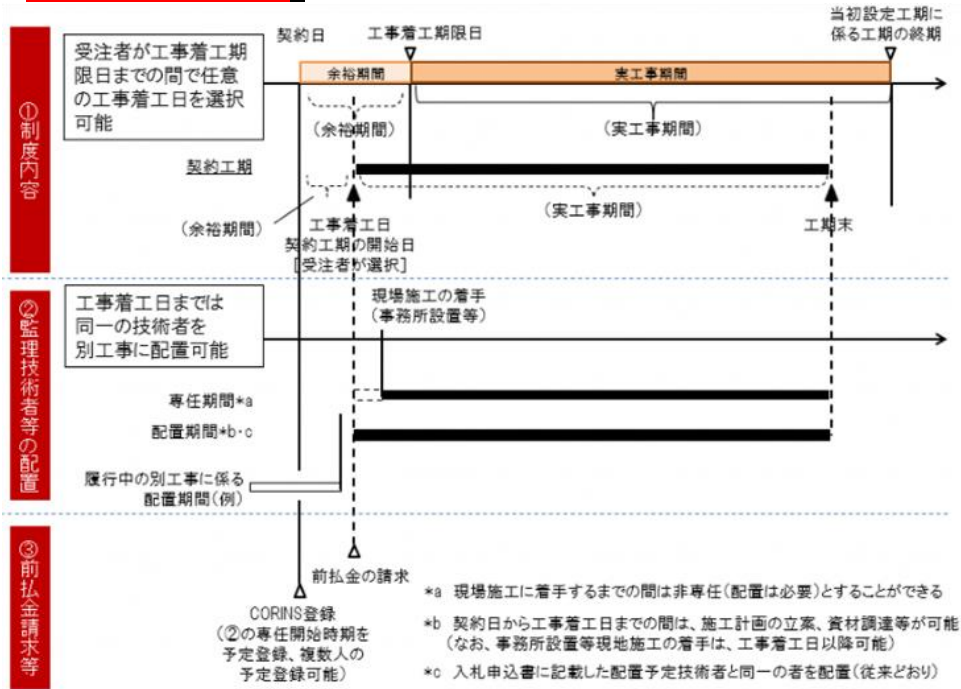 契約日
工事着工期限日
当初設定工期に
係る工期の終期
①制度内容
受注者が工事着工期
限日までの間で任意
の工事着工日を選択
可能
余裕期間
実工事期間
(余裕期間)
(実工事期間)
契約工期
(余裕期間)
(実工事期間)
工事着工日
契約工期の開始日
[受注者が選択]
工期末
②監理技術者等の配置
工事着工日までは
同一の技術者を
別工事に配置可能
現場施工の着手
(事務所設置等)
専任期間*a
配置期間*b・c
履行中の別工事に係る
配置期間(例)
③前払金請求等
前払金の請求
CORINS登録
(②の専任開始時期を
予定登録、複数人の
予定登録可能)
*a 現場施工に着手するまでの間は非専任(配置は必要)とすることができる
*b 契約日から工事着工日までの間は、施工計画の立案、資材調達等が可能
(なお、事務所設置等現地施工の着手は、工事着工日以降可能)
*c 入札申込書に記載した配置予定技術者と同一の者を配置(従来どおり)